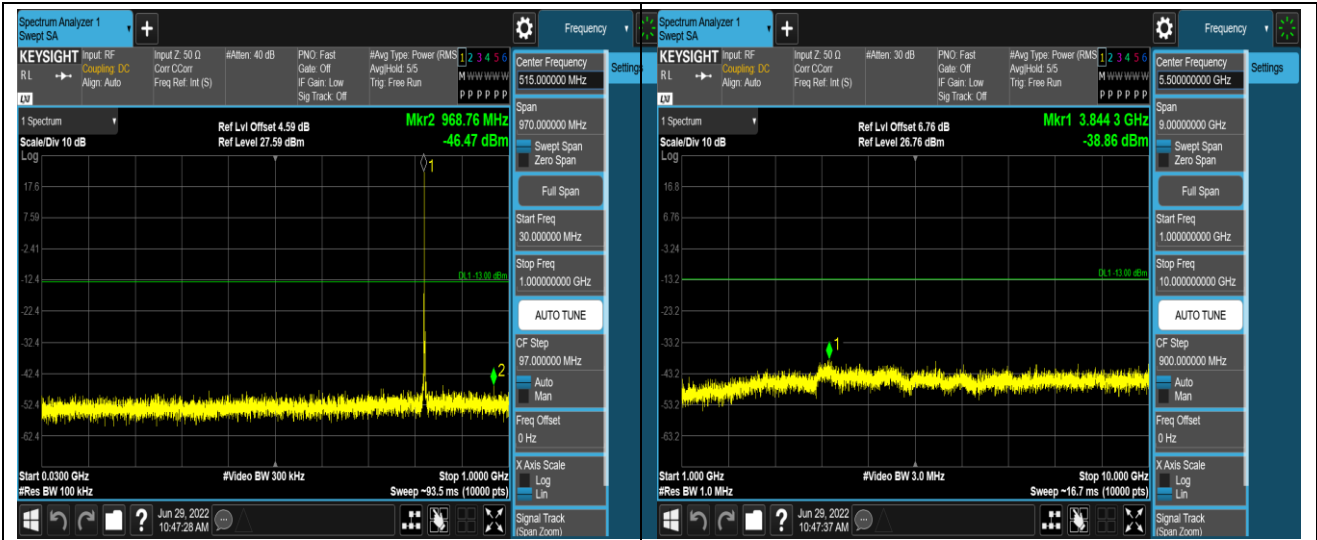 Spectrum Analyzer 1
Swept SA
+
Frequency
KEYSIGHT
RL
LXI
Input: RF
Coupling: DC
Align: Auto
Input Z: 50 Ω
Corr CCorr
Freq Ref: Int (S)
#Atten: 40 dB
PNO: Fast
Gate: Off
IF Gain: Low
Sig Track: Off
#Avg Type: Power (RMS
Avg|Hold: 5/5
Trig: Free Run
1 2 3 4 5 6
M W W W W W
P P P P P P
Center Frequency
515.000000 MHz
Settings
1 Spectrum
Scale/Div 10 dB
Log
Ref Lvl Offset 4.59 dB
Ref Level 27.59 dBm
Mkr2 968.76 MHz
-46.47 dBm
17.6
7.59
-2.41
-12.4
-22.4
-32.4
-42.4
-52.4
-62.4
1
DL1 -13.00 dBm
2
Start 0.0300 GHz
#Res BW 100 kHz
#Video BW 300 kHz
Stop 1.0000 GHz
Sweep ~93.5 ms (10000 pts)
Span
970.000000 MHz
Swept Span
Zero Span
Full Span
Start Freq
30.000000 MHz
Stop Freq
1.000000000 GHz
AUTO TUNE
CF Step
97.000000 MHz
Auto
Man
Freq Offset
0 Hz
X Axis Scale
Log
Lin
Signal Track
(Span Zoom)
?
Jun 29, 2022
10:47:28 AM
Spectrum Analyzer 1
Swept SA
+
Frequency
KEYSIGHT
RL
LXI
Input: RF
Coupling: DC
Align: Auto
Input Z: 50 Ω
Corr CCorr
Freq Ref: Int (S)
#Atten: 30 dB
PNO: Fast
Gate: Off
IF Gain: Low
Sig Track: Off
#Avg Type: Power (RMS
Avg|Hold: 5/5
Trig: Free Run
1 2 3 4 5 6
M W W W W W
P P P P P P
Center Frequency
5.500000000 GHz
Settings
1 Spectrum
Scale/Div 10 dB
Log
Ref Lvl Offset 6.76 dB
Ref Level 26.76 dBm
Mkr1 3.844 3 GHz
-38.86 dBm
16.8
6.76
-3.24
-13.2
-23.2
-33.2
-43.2
-53.2
-63.2
DL1 -13.00 dBm
1
Start 1.000 GHz
#Res BW 1.0 MHz
#Video BW 3.0 MHz
Stop 10.000 GHz
Sweep ~16.7 ms (10000 pts)
Span
9.00000000 GHz
Swept Span
Zero Span
Full Span
Start Freq
1.000000000 GHz
Stop Freq
10.000000000 GHz
AUTO TUNE
CF Step
900.000000 MHz
Auto
Man
Freq Offset
0 Hz
X Axis Scale
Log
Lin
Signal Track
(Span Zoom)
?
Jun 29, 2022
10:47:37 AM